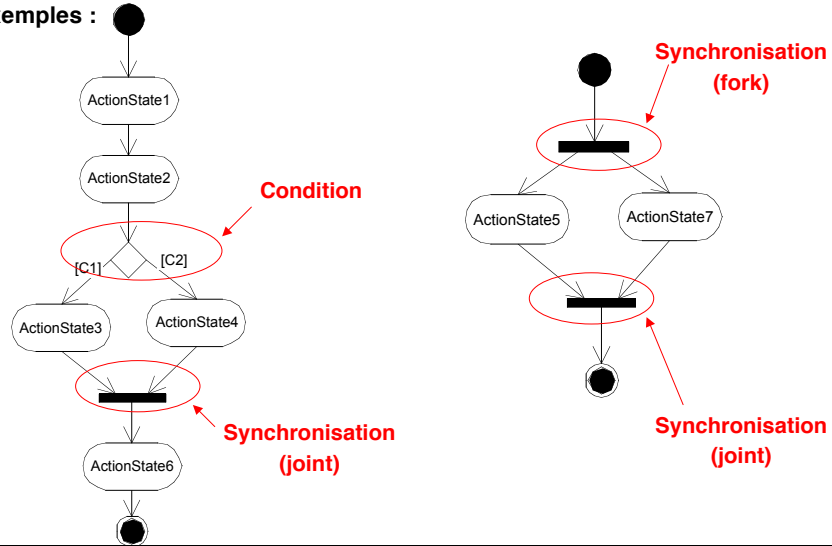 emples :
ActionState1
ActionState2
Condition
[C1]
[C2]
ActionState3
ActionState4
Synchronisation
(joint)
ActionState6
Synchronisation
(fork)
ActionState5
ActionState7
Synchronisation
(joint)